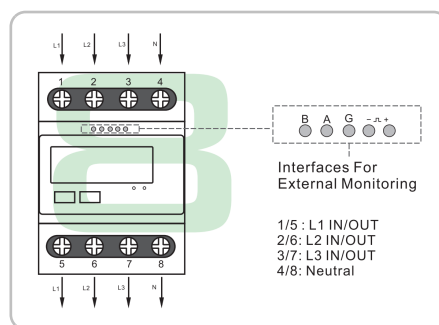 L1 L2 L3 N
1 2 3 4
B A G - ⎍ +
Interfaces For
External Monitoring
1/5 : L1 IN/OUT
2/6: L2 IN/OUT
3/7: L3 IN/OUT
4/8: Neutral
5 6 7 8
L1 L2 L3 N